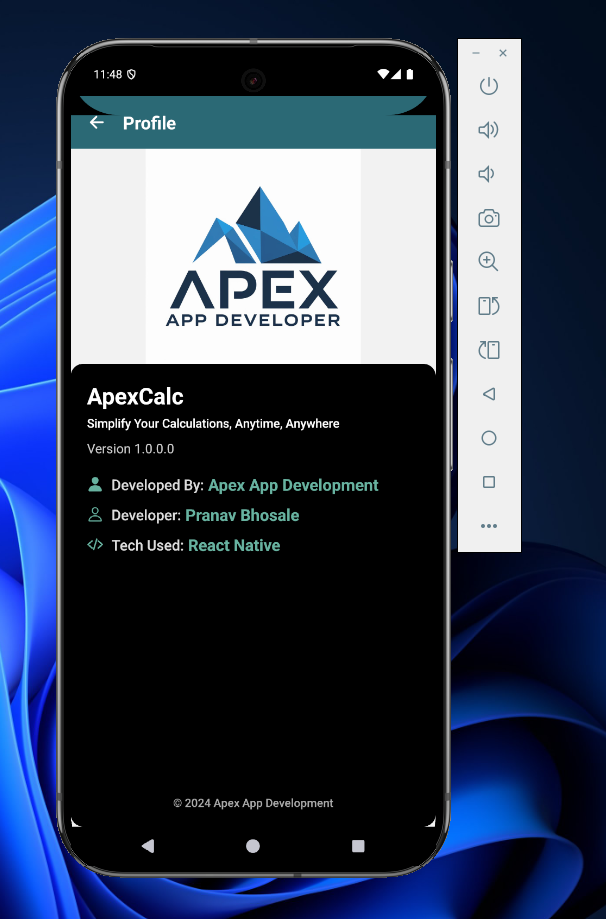 11:48
Profile
APEX
APP DEVELOPER
ApexCalc
Simplify Your Calculations, Anytime, Anywhere
Version 1.0.0.0
Developed By: Apex App Development
Developer: Pranav Bhosale
Tech Used: React Native
© 2024 Apex App Development